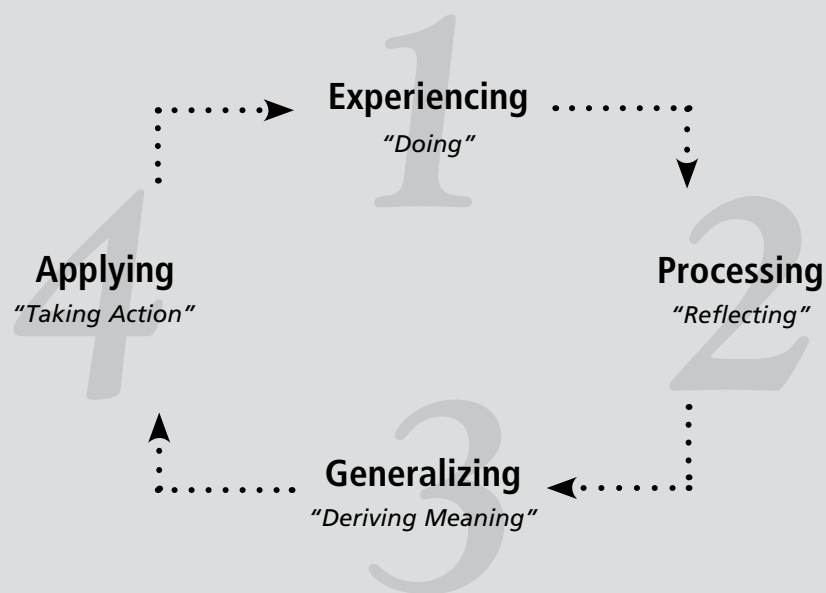 1
Experiencing
“Doing”
2
Processing
“Reflecting”
3
Generalizing
“Deriving Meaning”
4
Applying
“Taking Action”